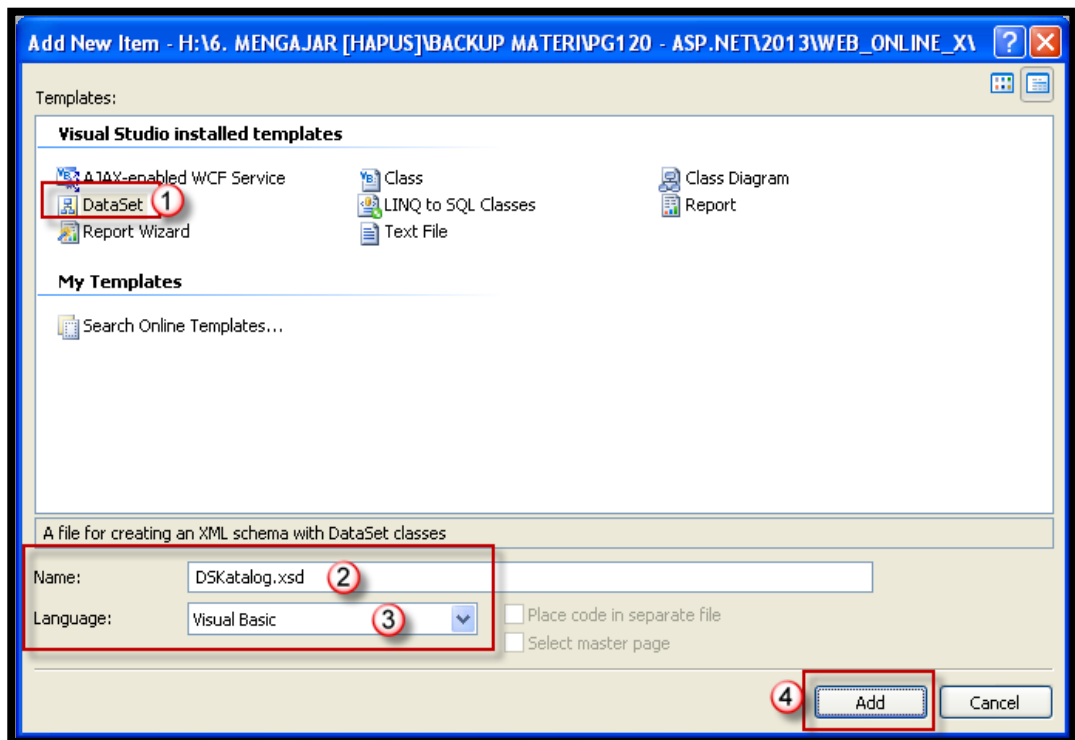 Add New Item - H:\6. MENGAJAR [HAPUS]\BACKUP MATERI\PG120 - ASP.NET\2013\WEB_ONLINE_X\
Templates:
Visual Studio installed templates
AJAX-enabled WCF Service Class Class Diagram
DataSet 1 LINQ to SQL Classes Report
Report Wizard Text File
My Templates
Search Online Templates...
A file for creating an XML schema with DataSet classes
Name: DSKatalog.xsd 2
Language: Visual Basic 3 Place code in separate file
Select master page
4 Add Cancel